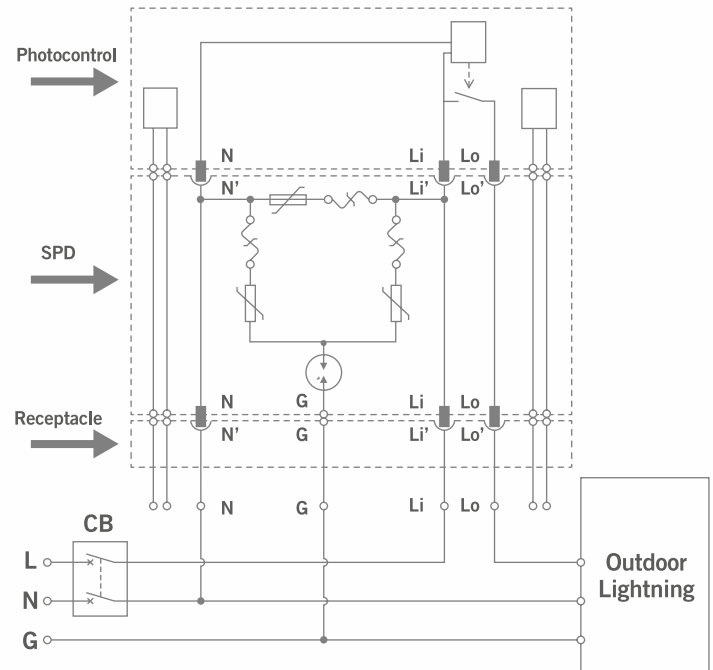 Photocontrol
N Li Lo
N' Li' Lo'
SPD
N G Li Lo
Receptacle
N' G Li' Lo'
N G Li Lo
CB
L
N
G
Outdoor
Lightning